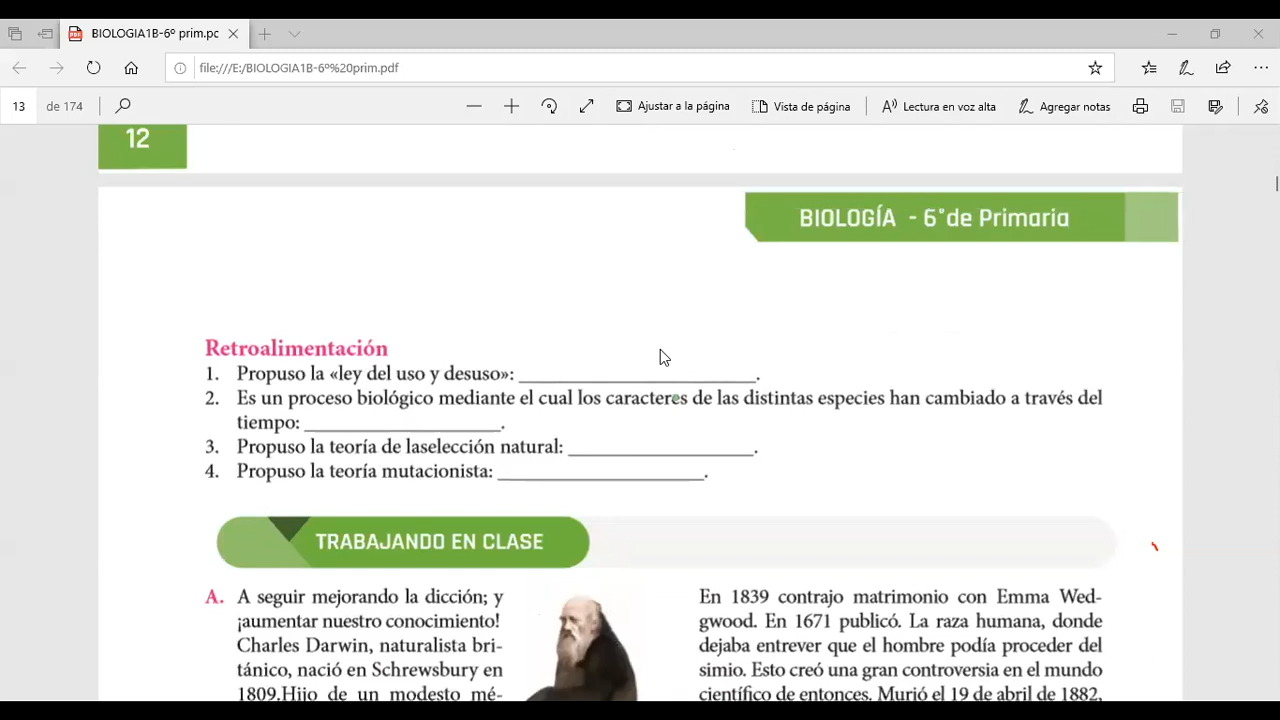 BIOLOGIA1B-6º prim.pc
file:///E:/BIOLOGIA1B-6º%20prim.pdf
13 de 174 Ajustar a la página Vista de página Lectura en voz alta Agregar notas
12
BIOLOGÍA - 6°de Primaria
Retroalimentación
1. Propuso la «ley del uso y desuso»: ________________________.
2. Es un proceso biológico mediante el cual los caracteres de las distintas especies han cambiado a través del
tiempo: ____________________.
3. Propuso la teoría de laselección natural: ___________________.
4. Propuso la teoría mutacionista: _____________________.
TRABAJANDO EN CLASE
A. A seguir mejorando la dicción; y
¡aumentar nuestro conocimiento!
Charles Darwin, naturalista bri-
tánico, nació en Schrewsbury en
1809.Hijo de un modesto mé-
En 1839 contrajo matrimonio con Emma Wed-
gwood. En 1671 publicó. La raza humana, donde
dejaba entrever que el hombre podía proceder del
simio. Esto creó una gran controversia en el mundo
científico de entonces. Murió el 19 de abril de 1882,